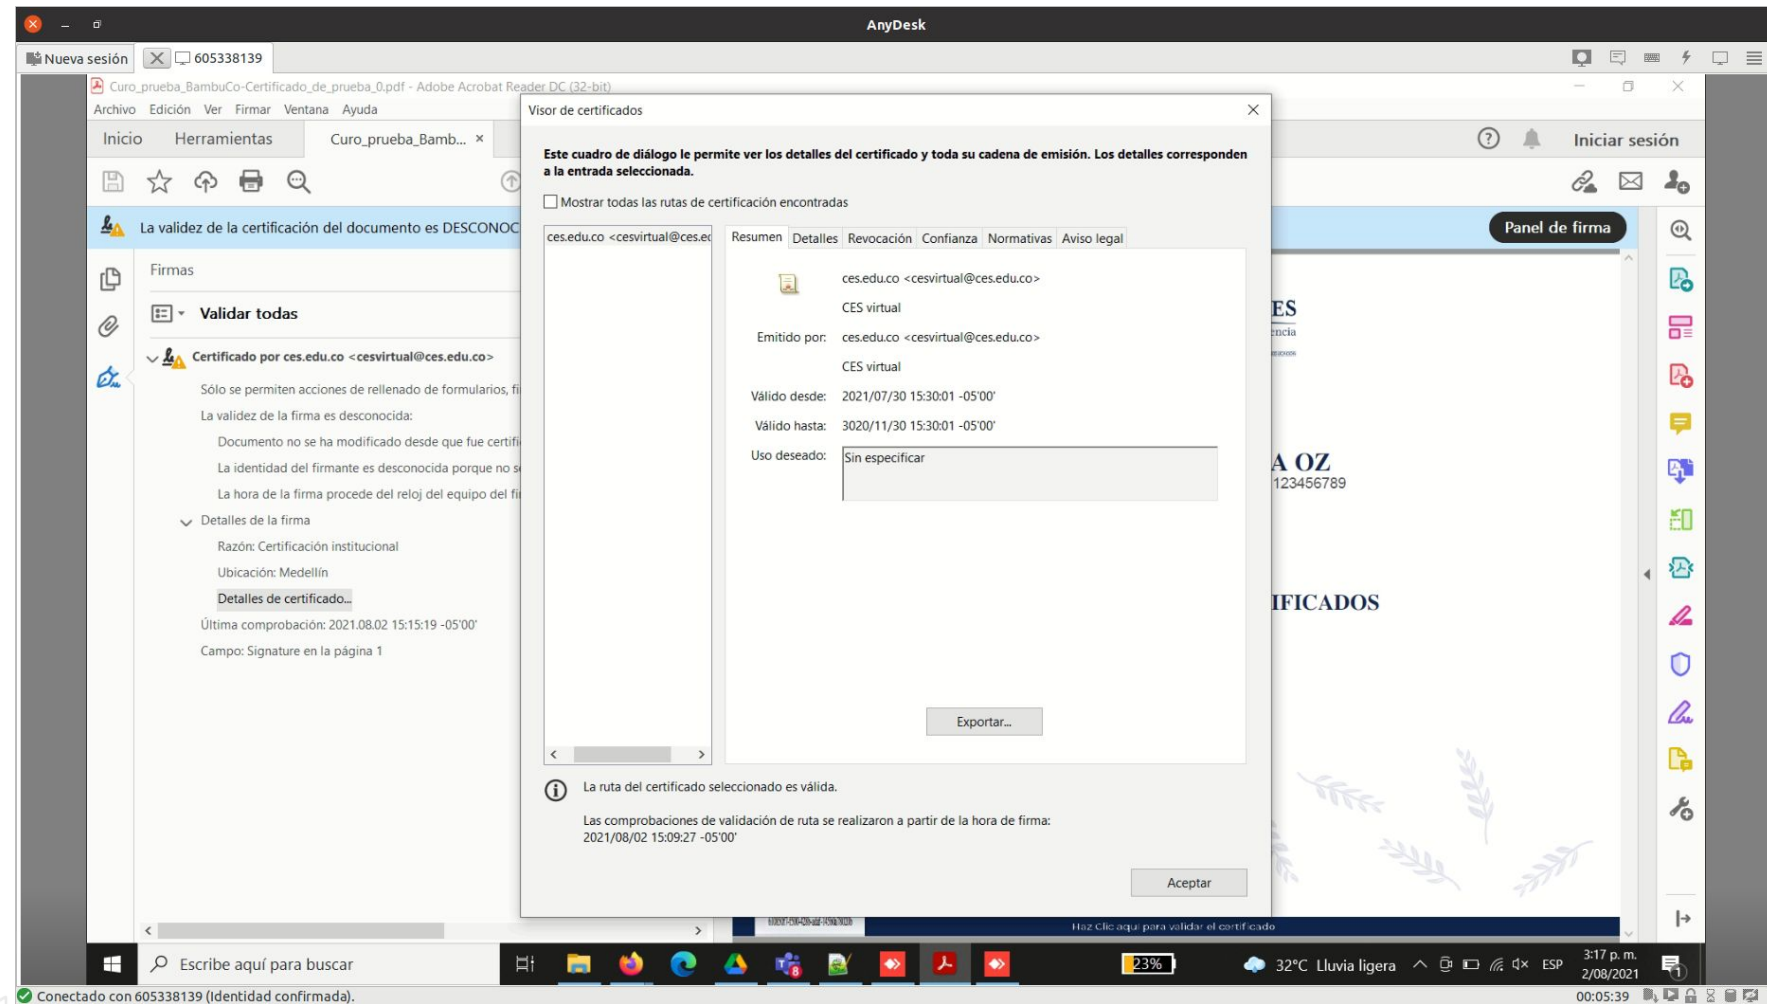 AnyDesk
Nueva sesión
605338139
Curo_prueba_BambuCo-Certificado_de_prueba_0.pdf - Adobe Acrobat Reader DC (32-bit)
Archivo Edición Ver Firmar Ventana Ayuda
Inicio Herramientas Curo_prueba_Bamb... ×
Iniciar sesión
La validez de la certificación del documento es DESCONOC
Panel de firma
Firmas
Validar todas
Certificado por ces.edu.co <cesvirtual@ces.edu.co>
Sólo se permiten acciones de rellenado de formularios, fi
La validez de la firma es desconocida:
Documento no se ha modificado desde que fue certifi
La identidad del firmante es desconocida porque no s
La hora de la firma procede del reloj del equipo del fi
Detalles de la firma
Razón: Certificación institucional
Ubicación: Medellín
Detalles de certificado...
Última comprobación: 2021.08.02 15:15:19 -05'00'
Campo: Signature en la página 1
Visor de certificados
Este cuadro de diálogo le permite ver los detalles del certificado y toda su cadena de emisión. Los detalles corresponden
a la entrada seleccionada.
Mostrar todas las rutas de certificación encontradas
ces.edu.co <cesvirtual@ces.ec
Resumen Detalles Revocación Confianza Normativas Aviso legal
ces.edu.co <cesvirtual@ces.edu.co>
CES virtual
Emitido por: ces.edu.co <cesvirtual@ces.edu.co>
CES virtual
Válido desde: 2021/07/30 15:30:01 -05'00'
Válido hasta: 3020/11/30 15:30:01 -05'00'
Uso deseado: Sin especificar
Exportar...
La ruta del certificado seleccionado es válida.
Las comprobaciones de validación de ruta se realizaron a partir de la hora de firma:
2021/08/02 15:09:27 -05'00'
Aceptar
ES
encia
A OZ
123456789
IFICADOS
Haz Clic aqui para validar el certificado
Escribe aquí para buscar
23%
32°C Lluvia ligera
ESP
3:17 p. m.
2/08/2021
Conectado con 605338139 (Identidad confirmada).
00:05:39